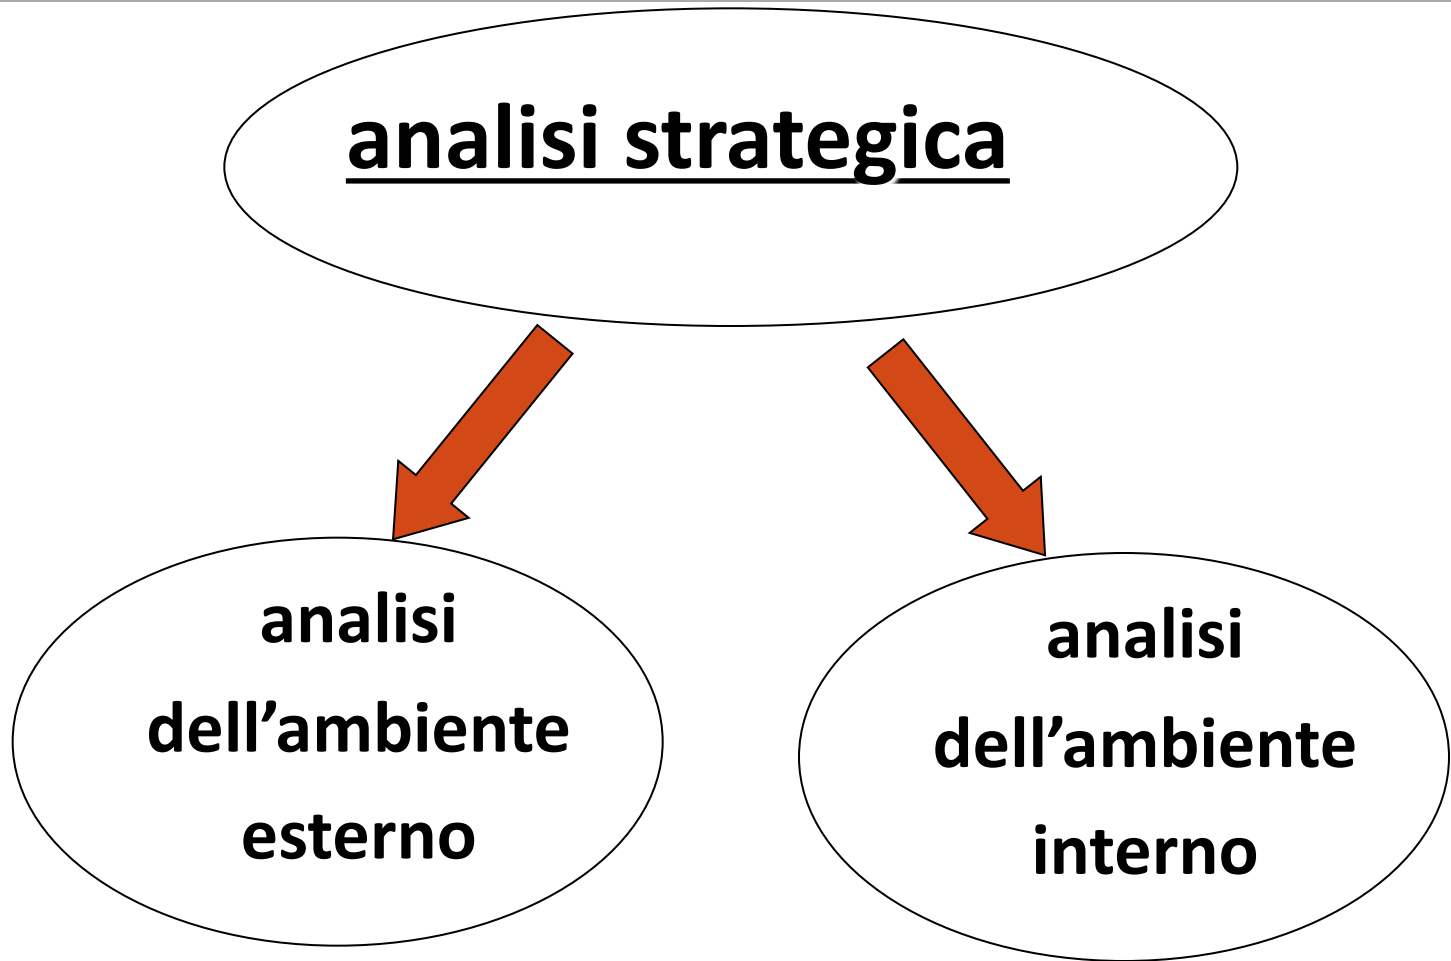 analisi strategica
analisi
dell’ambiente
esterno
analisi
dell’ambiente
interno